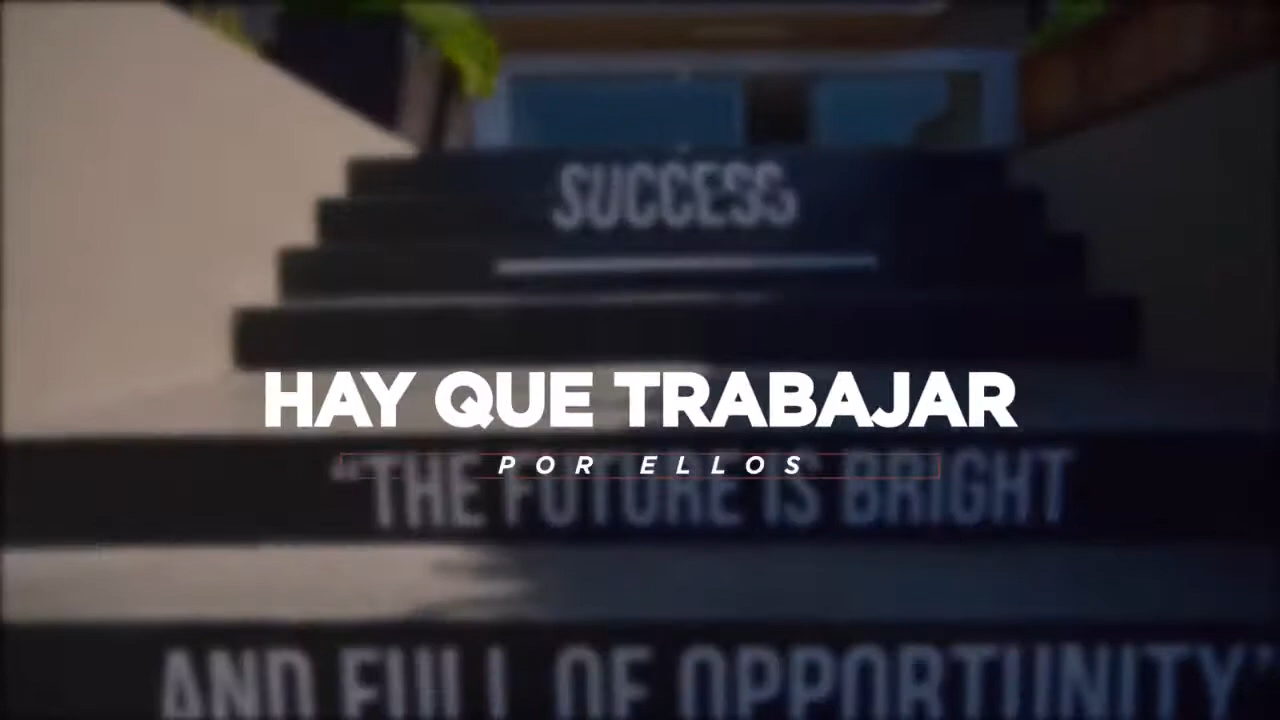 SUCCESS
HAY QUE TRABAJAR
POR ELLOS
"THE FUTURE IS BRIGHT
AND FULL OF OPPORTUNITY"